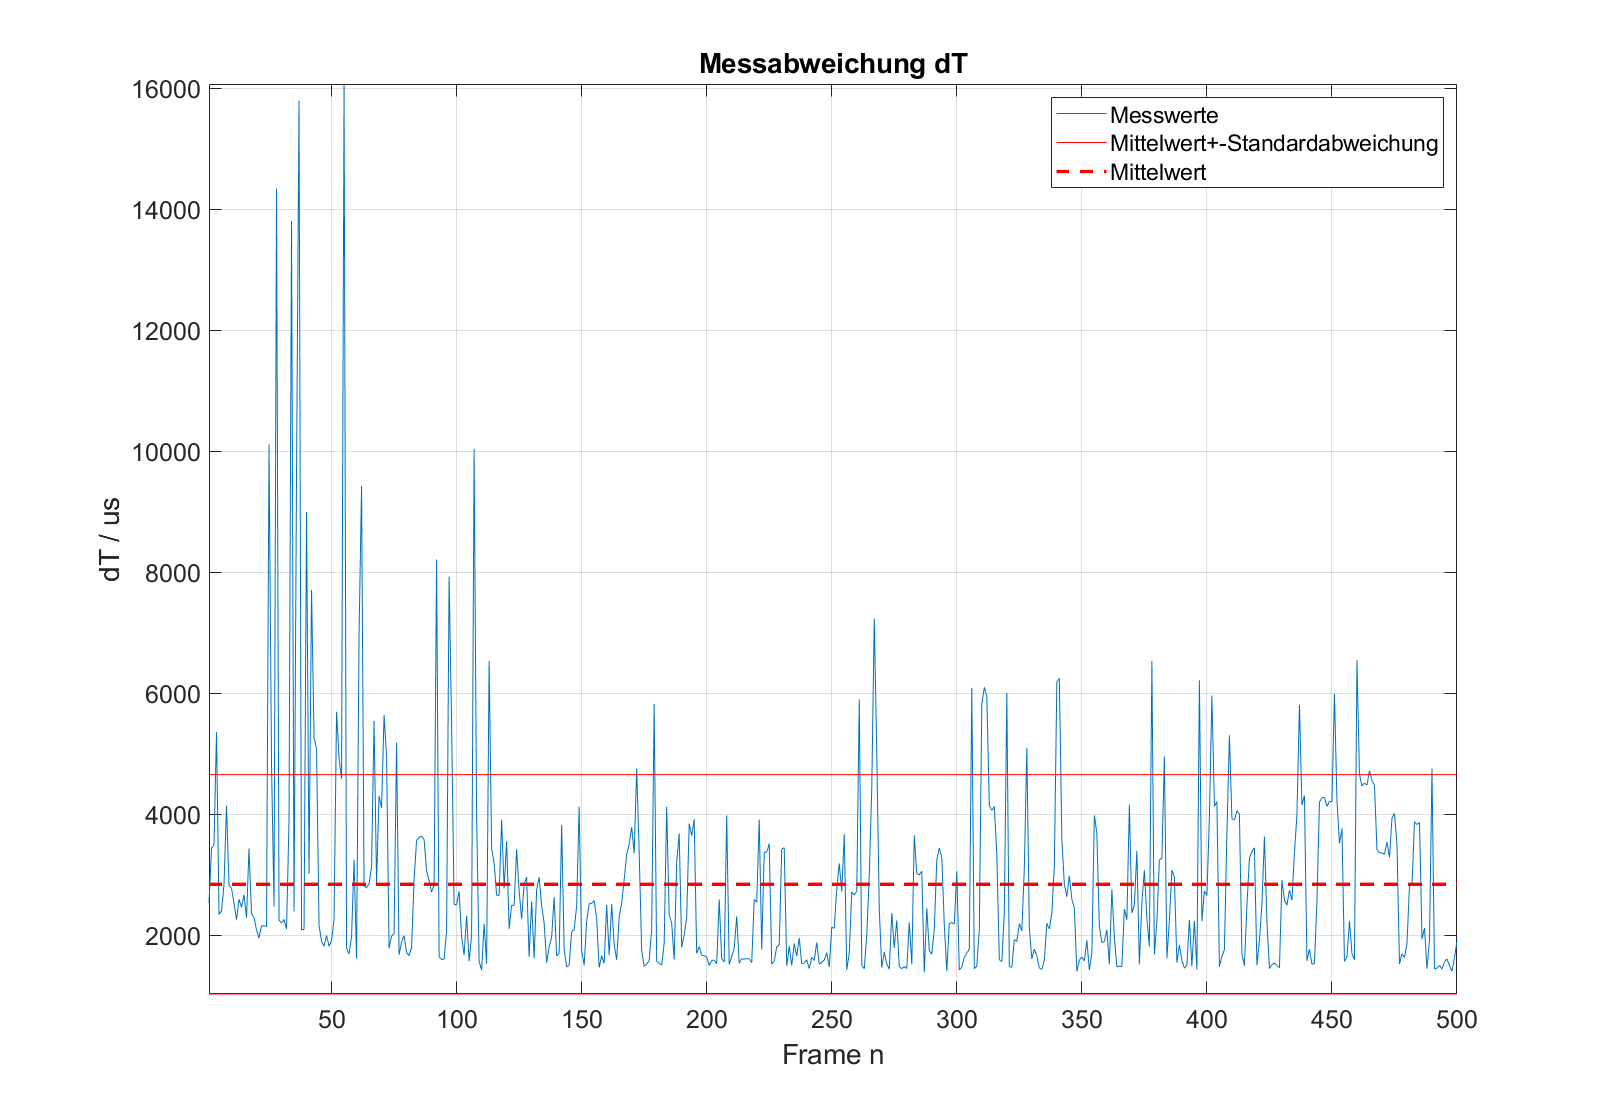 Messabweichung dT
16000
14000
12000
10000
8000
6000
4000
2000
dT / us
Messwerte
Mittelwert+-Standardabweichung
Mittelwert
50 100 150 200 250 300 350 400 450 500
Frame n